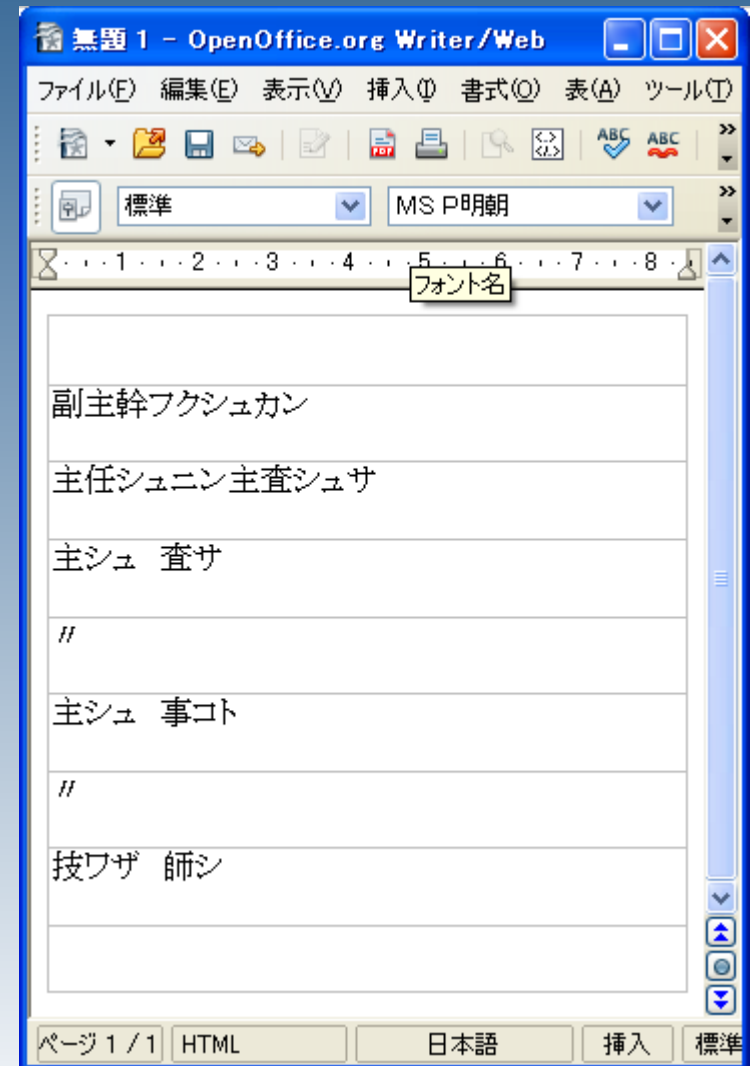 無題 1 - OpenOffice.org Writer/Web
ファイル(F) 編集(E) 表示(V) 挿入(I) 書式(O) 表(A) ツール(T)
PDF ABC ABC
標準 MS P明朝
1 2 3 4 5 6 7 8
フォント名
副主幹フクシュカン
主任シュニン主査シュサ
主シュ 査サ
〃
主シュ 事コト
〃
技ワザ 師シ
ページ 1 / 1 HTML 日本語 挿入 標準